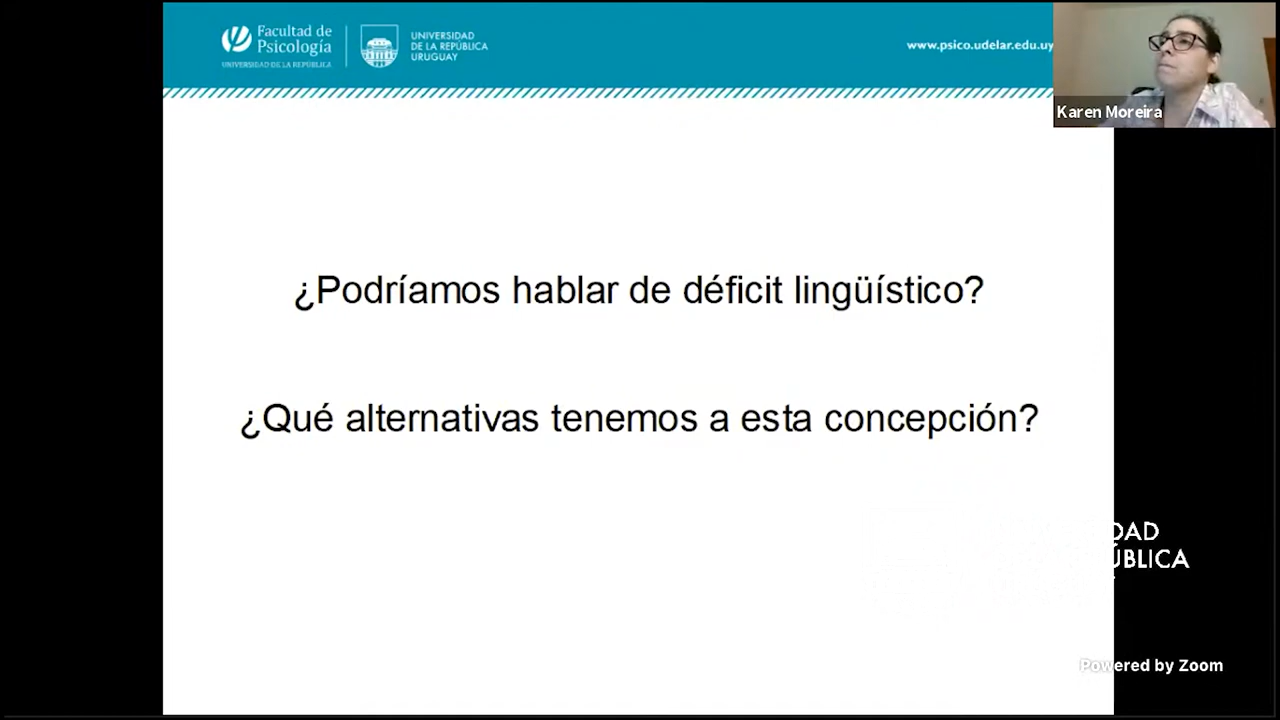 Facultad de
Psicología
UNIVERSIDAD DE LA REPÚBLICA
UNIVERSIDAD
DE LA REPÚBLICA
URUGUAY
www.psico.udelar.edu.uy
Karen Moreira
¿Podríamos hablar de déficit lingüístico?
¿Qué alternativas tenemos a esta concepción?
DAD
ÚBLICA
Powered by Zoom